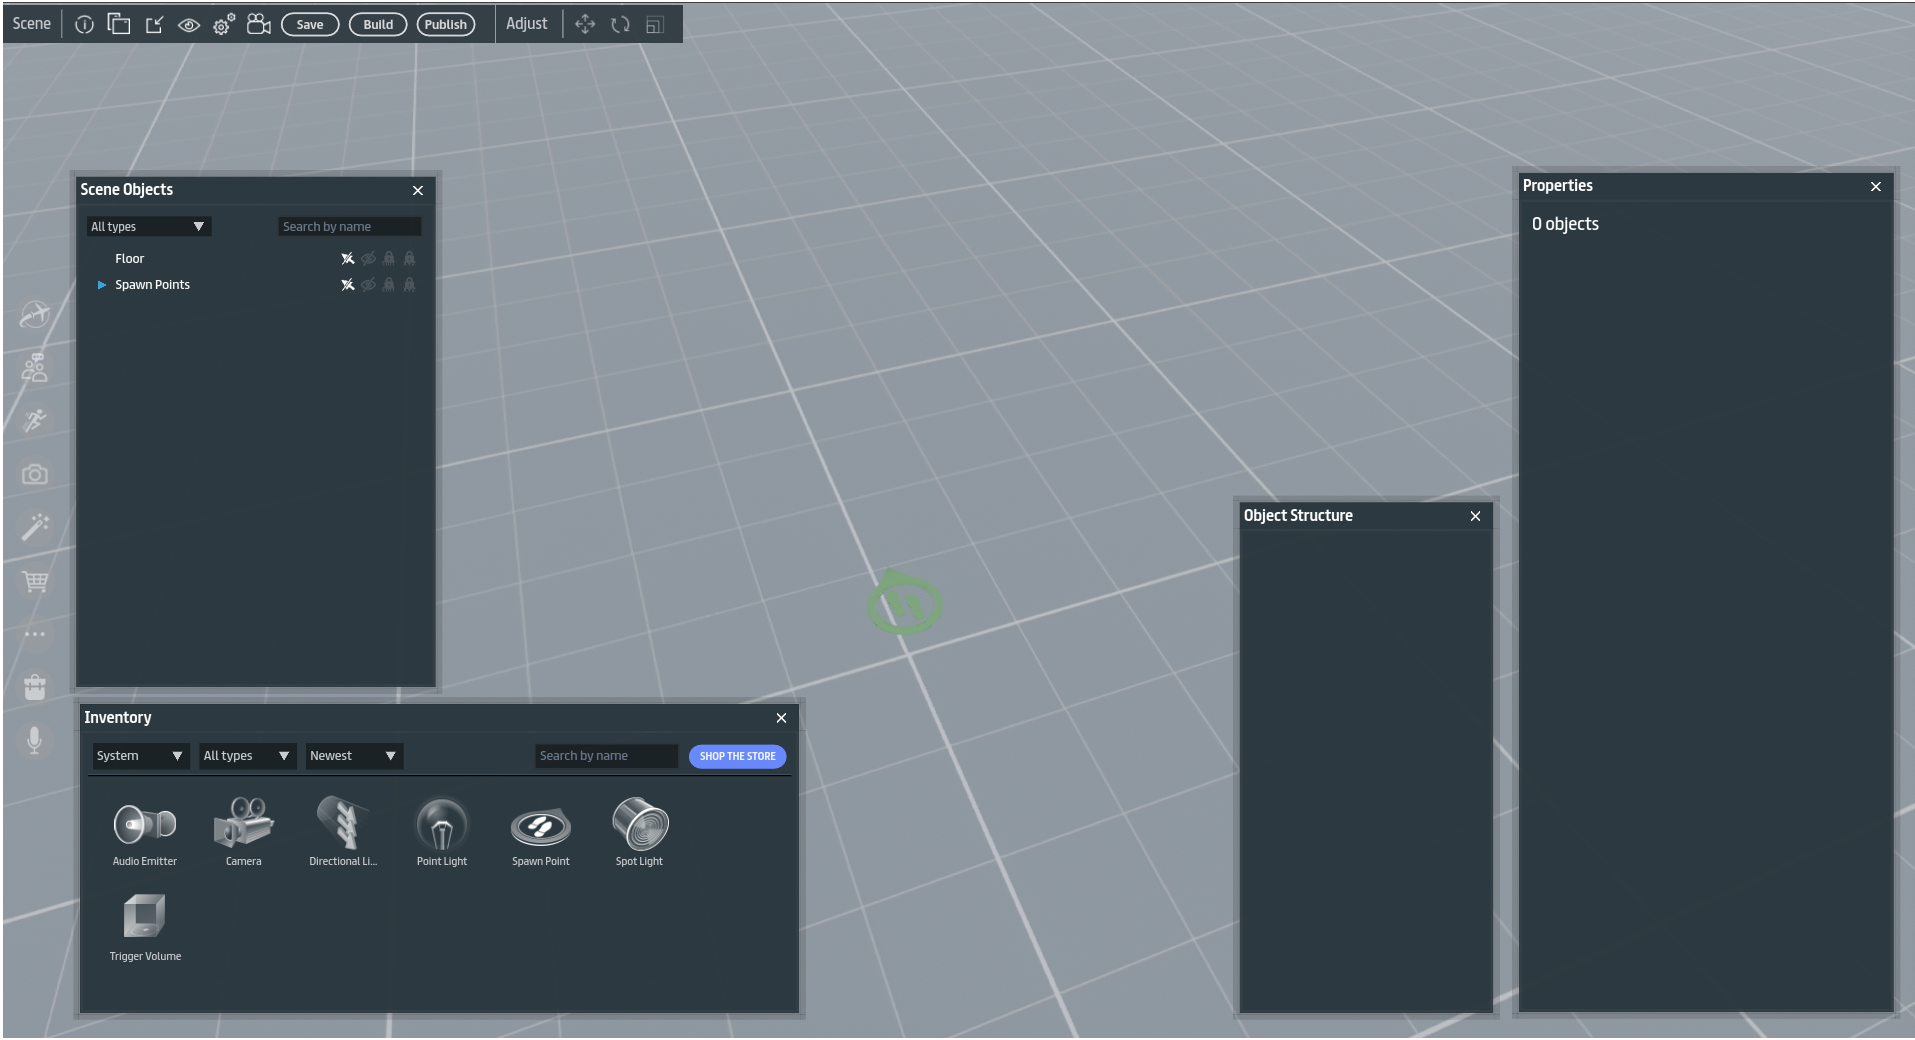 Scene Save Build Publish Adjust
Scene Objects
All types Search by name
Floor
Spawn Points
Properties
0 objects
Object Structure
Inventory
System All types Newest Search by name SHOP THE STORE
Audio Emitter Camera Directional Li... Point Light Spawn Point Spot Light
Trigger Volume